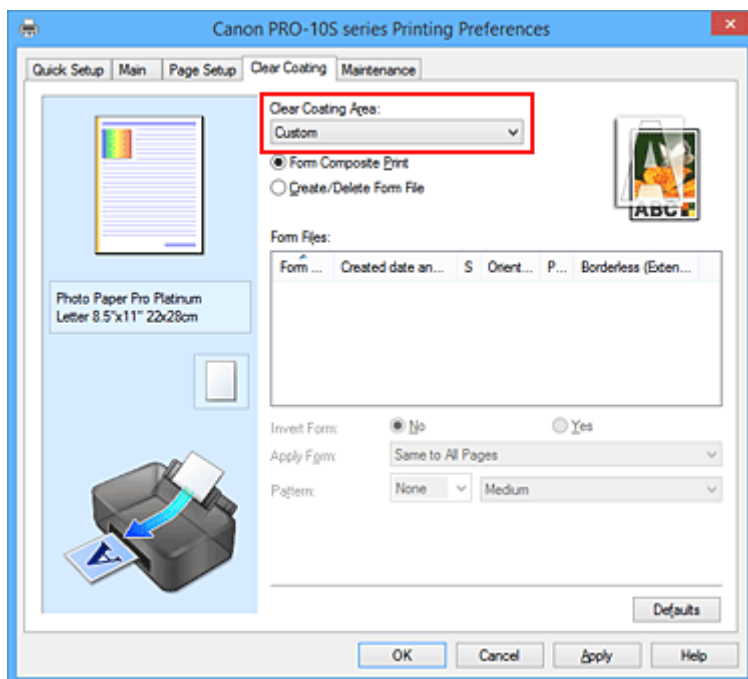 Canon PRO-10S series Printing Preferences
Quick Setup Main Page Setup Clear Coating Maintenance
Clear Coating Area:
Custom
Form Composite Print
Create/Delete Form File
ABC
Form Files:
Form ... Created date an... S Orient... P... Borderless (Exten...
Photo Paper Pro Platinum
Letter 8.5"x11" 22x28cm
Invert Form: No Yes
Apply Form: Same to All Pages
Pattern: None Medium
A
Defaults
OK Cancel Apply Help